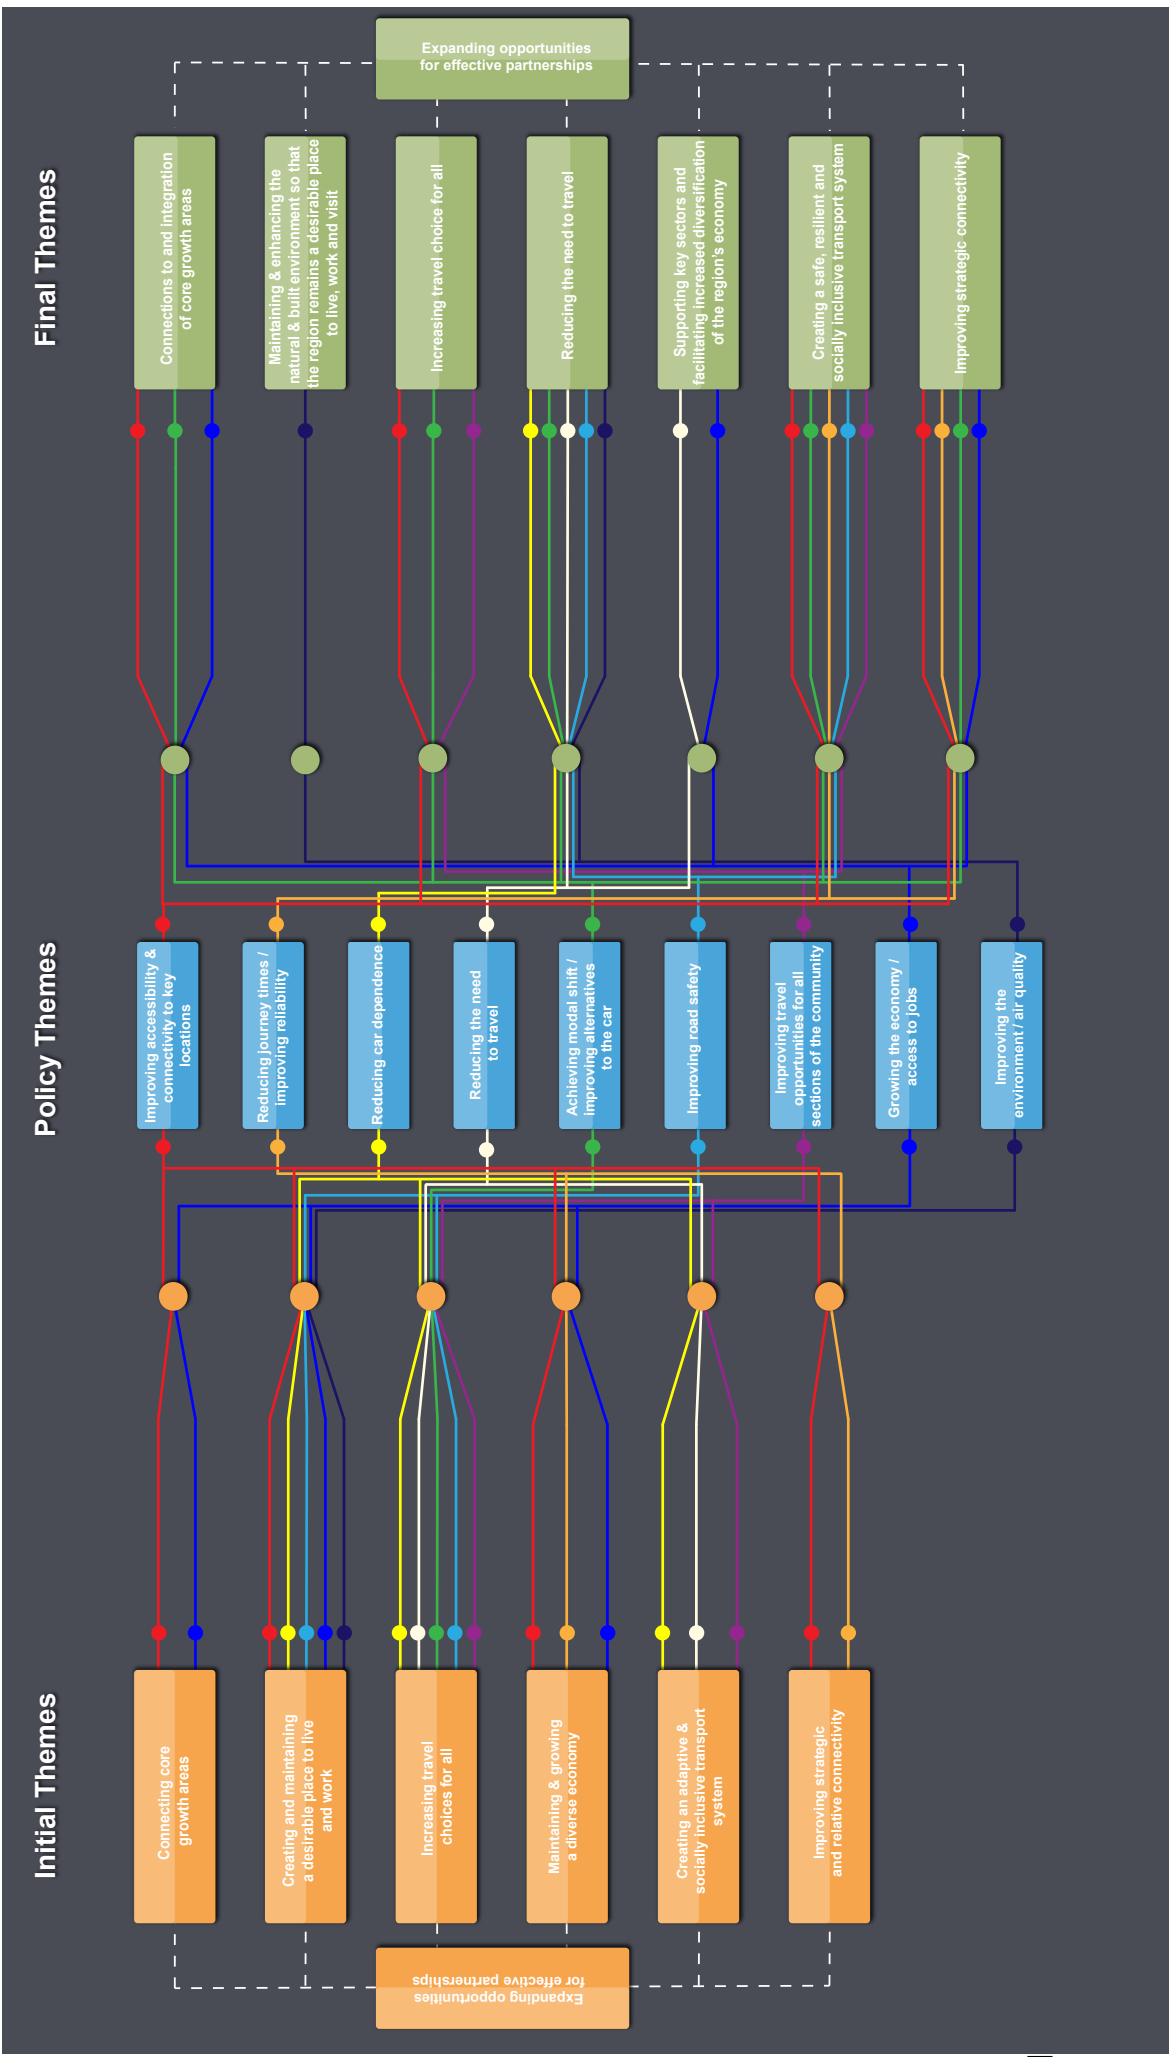 Initial Themes
Expanding opportunities
for effective partnerships
Connecting core
growth areas
Creating and maintaining
a desirable place to live
and work
Increasing travel
choices for all
Maintaining & growing
a diverse economy
Creating an adaptive &
socially inclusive transport
system
Improving strategic
and relative connectivity
Policy Themes
Improving accessibility &
connectivity to key
locations
Reducing journey times /
improving reliability
Reducing car dependence
Reducing the need
to travel
Achieving modal shift /
improving alternatives
to the car
Improving road safety
Improving travel
opportunities for all
sections of the community
Growing the economy /
access to jobs
Improving the
environment / air quality
Final Themes
Expanding opportunities
for effective partnerships
Connections to and integration
of core growth areas
Maintaining & enhancing the
natural & built environment so that
the region remains a desirable place
to live, work and visit
Increasing travel choice for all
Reducing the need to travel
Supporting key sectors and
facilitating increased diversification
of the region's economy
Creating a safe, resilient and
socially inclusive transport system
Improving strategic connectivity